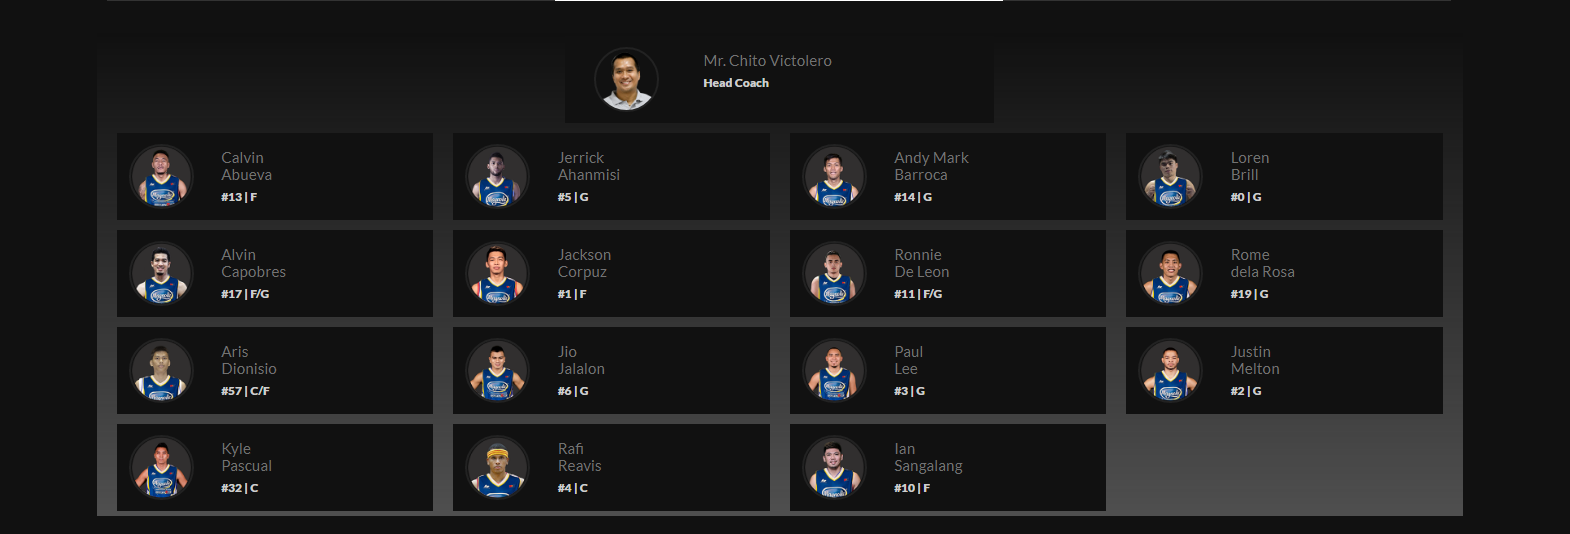 Mr. Chito Victolero
Head Coach
Calvin
Abueva
#13 | F
Jerrick
Ahanmisi
#5 | G
Andy Mark
Barroca
#14 | G
Loren
Brill
#0 | G
Alvin
Capobres
#17 | F/G
Jackson
Corpuz
#1 | F
Ronnie
De Leon
#11 | F/G
Rome
dela Rosa
#19 | G
Aris
Dionisio
#57 | C/F
Jio
Jalalon
#6 | G
Paul
Lee
#3 | G
Justin
Melton
#2 | G
Kyle
Pascual
#32 | C
Rafi
Reavis
#4 | C
Ian
Sangalang
#10 | F